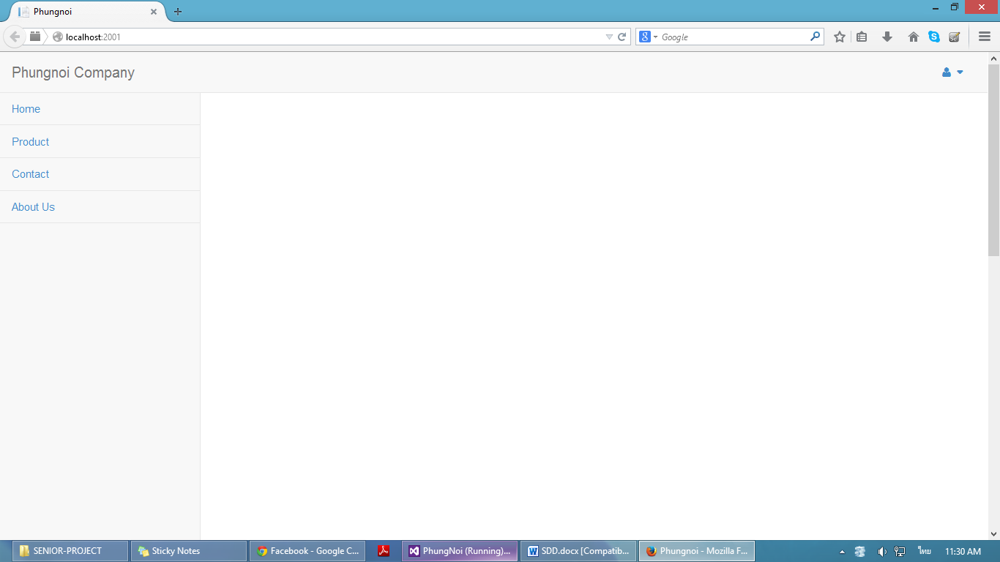 Phungnoi
localhost:2001
Google
Phungnoi Company
Home
Product
Contact
About Us
SENIOR-PROJECT
Sticky Notes
Facebook - Google C...
PhungNoi (Running)...
SDD.docx [Compatib...
Phungnoi - Mozilla F...
ไทย
11:30 AM